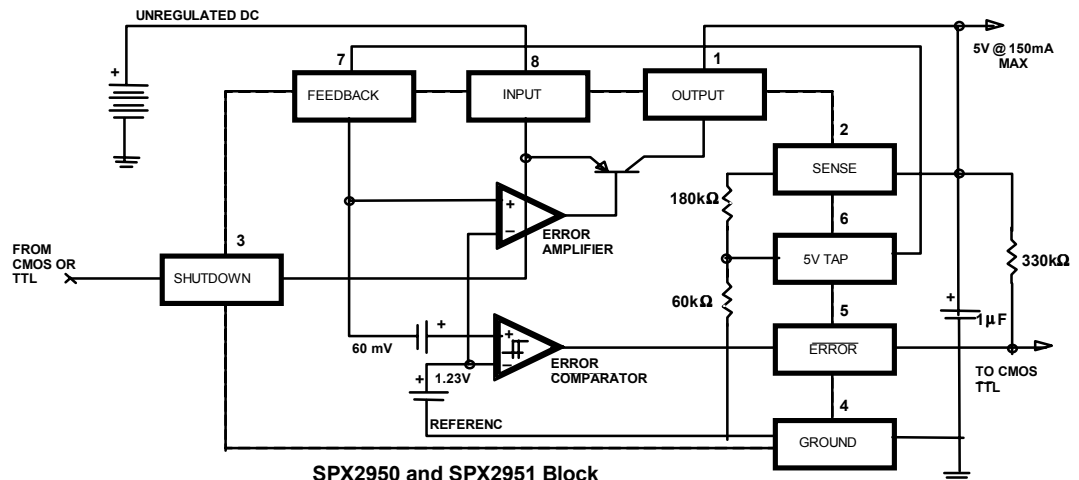 UNREGULATED DC
7
8
1
5V @ 150mA
MAX
+
FEEDBACK
INPUT
OUTPUT
2
SENSE
180kΩ
+
−
ERROR
AMPLIFIER
6
5V TAP
330kΩ
3
FROM
CMOS OR
TTL
SHUTDOWN
60kΩ
5
+
1μF
60 mV
+
+
−
ERROR
ERROR
COMPARATOR
+
1.23V
TO CMOS
TTL
4
REFERENC
GROUND
SPX2950 and SPX2951 Block